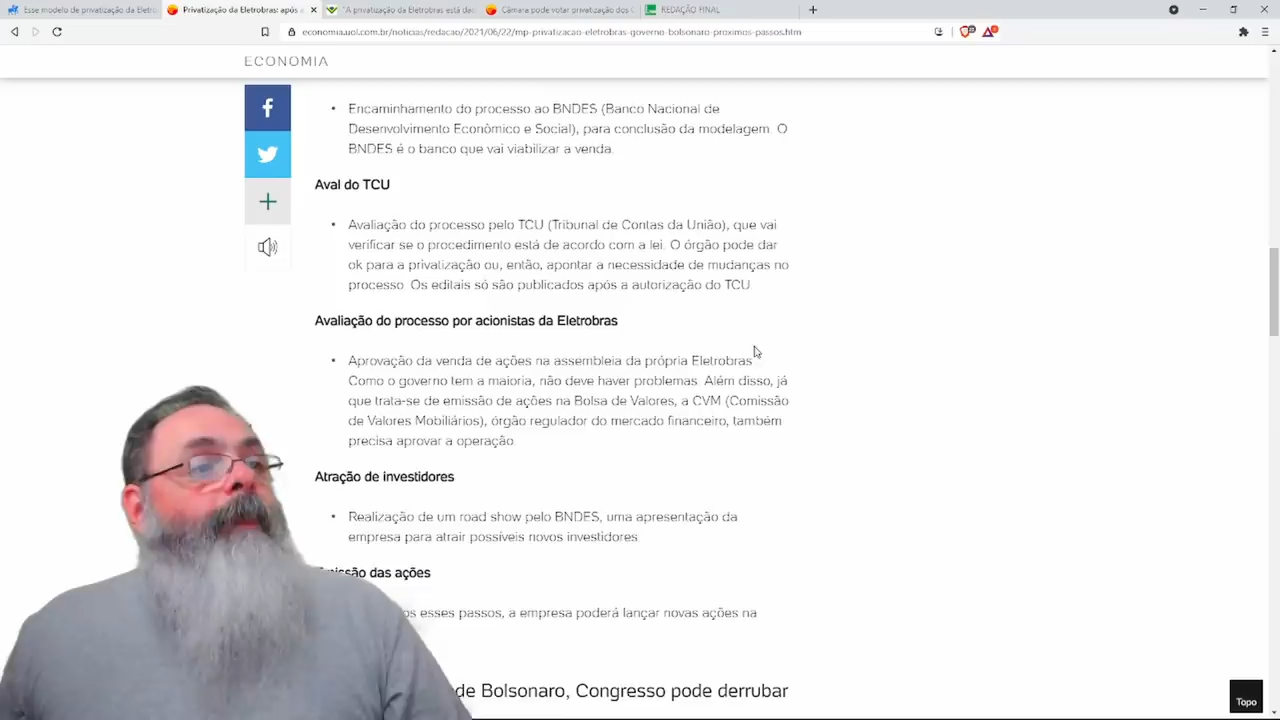 Esse modelo de privatização da Eletro
Privatização da Eletrobras: após a
"A privatização da Eletrobras está das
Câmara pode votar privatização dos C
REDAÇÃO FINAL
economia.uol.com.br/noticias/redacao/2021/06/22/mp-privatizacao-eletrobras-governo-bolsonaro-proximos-passos.htm
ECONOMIA
• Encaminhamento do processo ao BNDES (Banco Nacional de
Desenvolvimento Econômico e Social), para conclusão da modelagem. O
BNDES é o banco que vai viabilizar a venda.
Aval do TCU
• Avaliação do processo pelo TCU (Tribunal de Contas da União), que vai
verificar se o procedimento está de acordo com a lei. O órgão pode dar
ok para a privatização ou, então, apontar a necessidade de mudanças no
processo. Os editais só são publicados após a autorização do TCU.
Avaliação do processo por acionistas da Eletrobras
• Aprovação da venda de ações na assembleia da própria Eletrobras
Como o governo tem a maioria, não deve haver problemas. Além disso, já
que trata-se de emissão de ações na Bolsa de Valores, a CVM (Comissão
de Valores Mobiliários), órgão regulador do mercado financeiro, também
precisa aprovar a operação.
Atração de investidores
• Realização de um road show pelo BNDES, uma apresentação da
empresa para atrair possíveis novos investidores.
das ações
esses passos, a empresa poderá lançar novas ações na
de Bolsonaro, Congresso pode derrubar
Topo